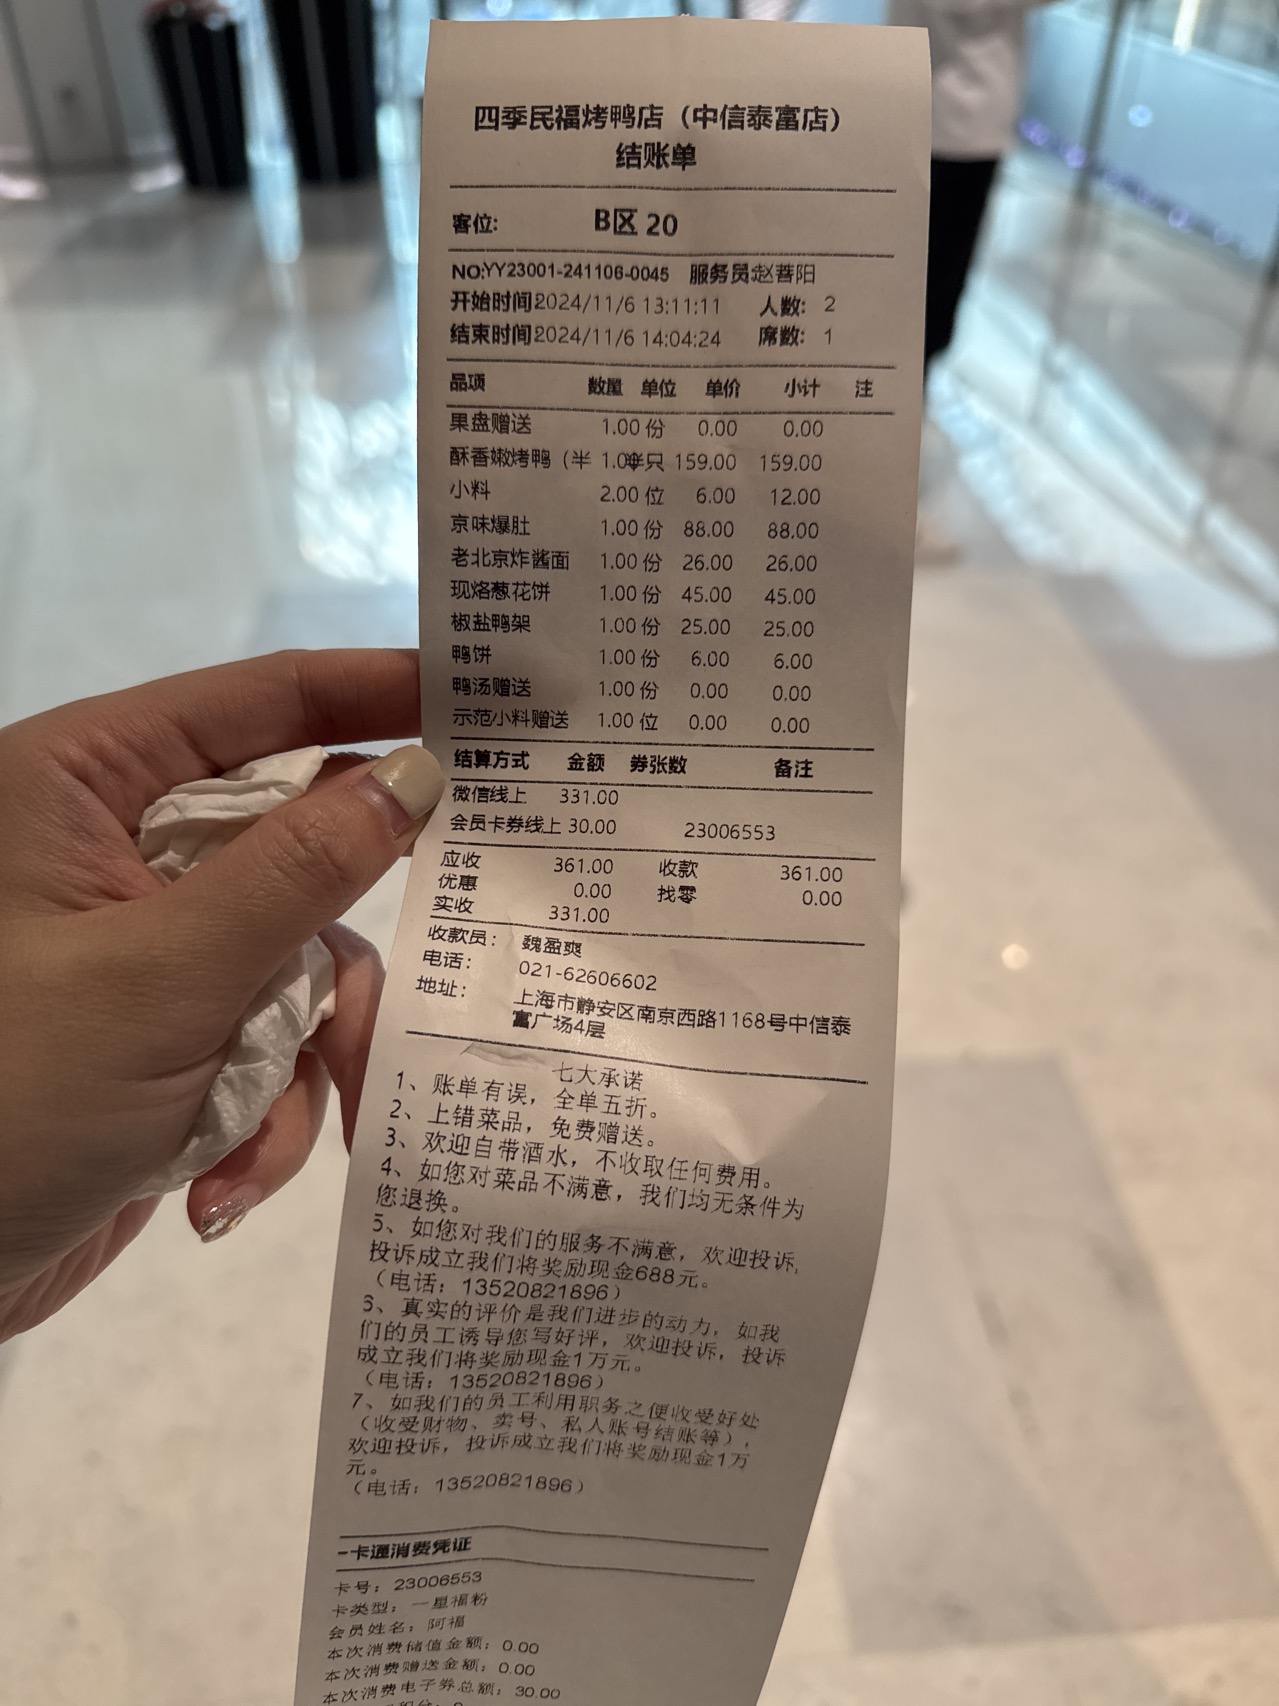 四季民福烤鸭店（中信泰富店）
结账单
客位: B区 20
NO:YY23001-241106-0045 服务员:赵萫阳
开始时间2024/11/6 13:11:11 人数: 2
结束时间2024/11/6 14:04:24 席数: 1
品项 数量 单位 单价 小计 注
果盘赠送 1.00 份 0.00 0.00
酥香嫩烤鸭（半 1.00半只 159.00 159.00
小料 2.00 位 6.00 12.00
京味爆肚 1.00 份 88.00 88.00
老北京炸酱面 1.00 份 26.00 26.00
现烙葱花饼 1.00 份 45.00 45.00
椒盐鸭架 1.00 份 25.00 25.00
鸭饼 1.00 份 6.00 6.00
鸭汤赠送 1.00 份 0.00 0.00
示范小料赠送 1.00 位 0.00 0.00
结算方式 金额 券张数 备注
微信线上 331.00
会员卡券线上 30.00 23006553
应收 361.00 收款 361.00
优惠 0.00 找零 0.00
实收 331.00
收款员: 魏盈爽
电话: 021-62606602
地址: 上海市静安区南京西路1168号中信泰
富广场4层
七大承诺
1、账单有误，全单五折。
2、上错菜品，免费赠送。
3、欢迎自带酒水，不收取任何费用。
4、如您对菜品不满意，我们均无条件为
您退换。
5、如您对我们的服务不满意，欢迎投诉,
投诉成立我们将奖励现金688元。
（电话：13520821896）
6、真实的评价是我们进步的动力，如我
们的员工诱导您写好评，欢迎投诉，投诉
成立我们将奖励现金1万元。
（电话：13520821896）
7、如我们的员工利用职务之便收受好处
（收受财物、卖号、私人账号结账等），
欢迎投诉，投诉成立我们将奖励现金1万
元。
（电话：13520821896）
一卡通消费凭证
卡号：23006553
卡类型：一星福粉
会员姓名：阿福
本次消费储值金额：0.00
本次消费赠送金额：0.00
本次消费电子券总额：30.00